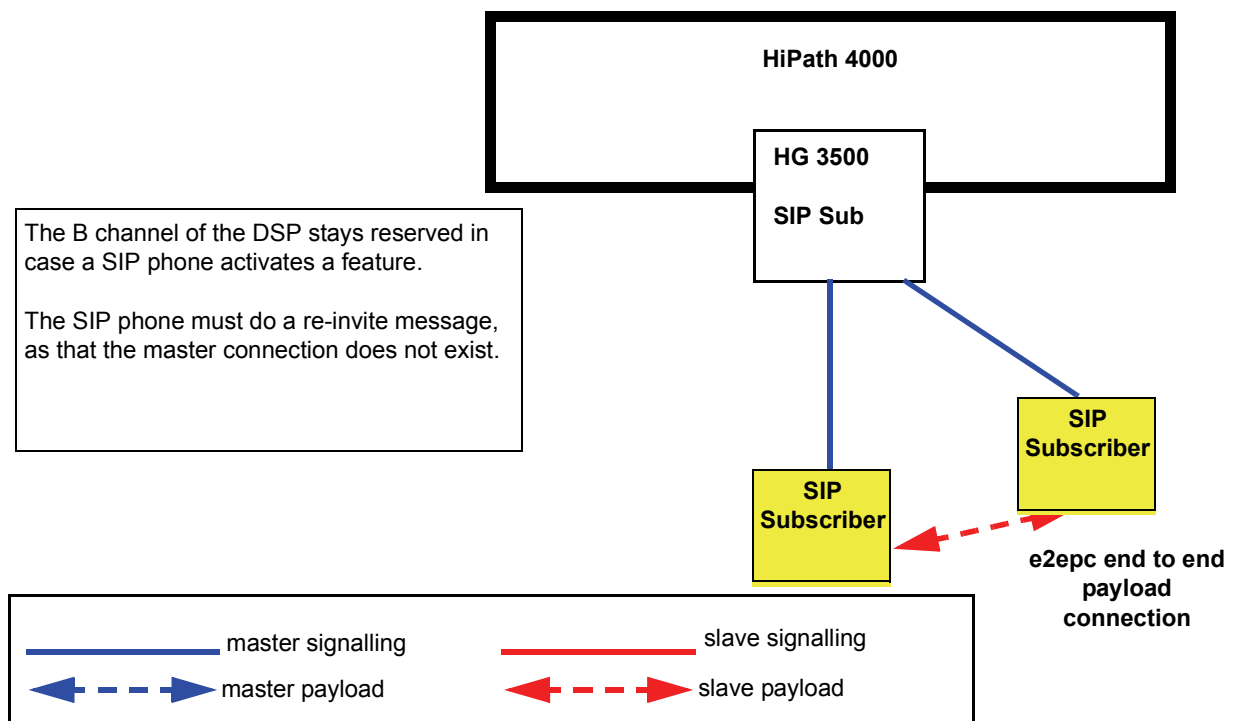 HiPath 4000
HG 3500
SIP Sub
The B channel of the DSP stays reserved in
case a SIP phone activates a feature.
The SIP phone must do a re-invite message,
as that the master connection does not exist.
SIP
Subscriber
SIP
Subscriber
e2epc end to end
payload
connection
master signalling
slave signalling
master payload
slave payload